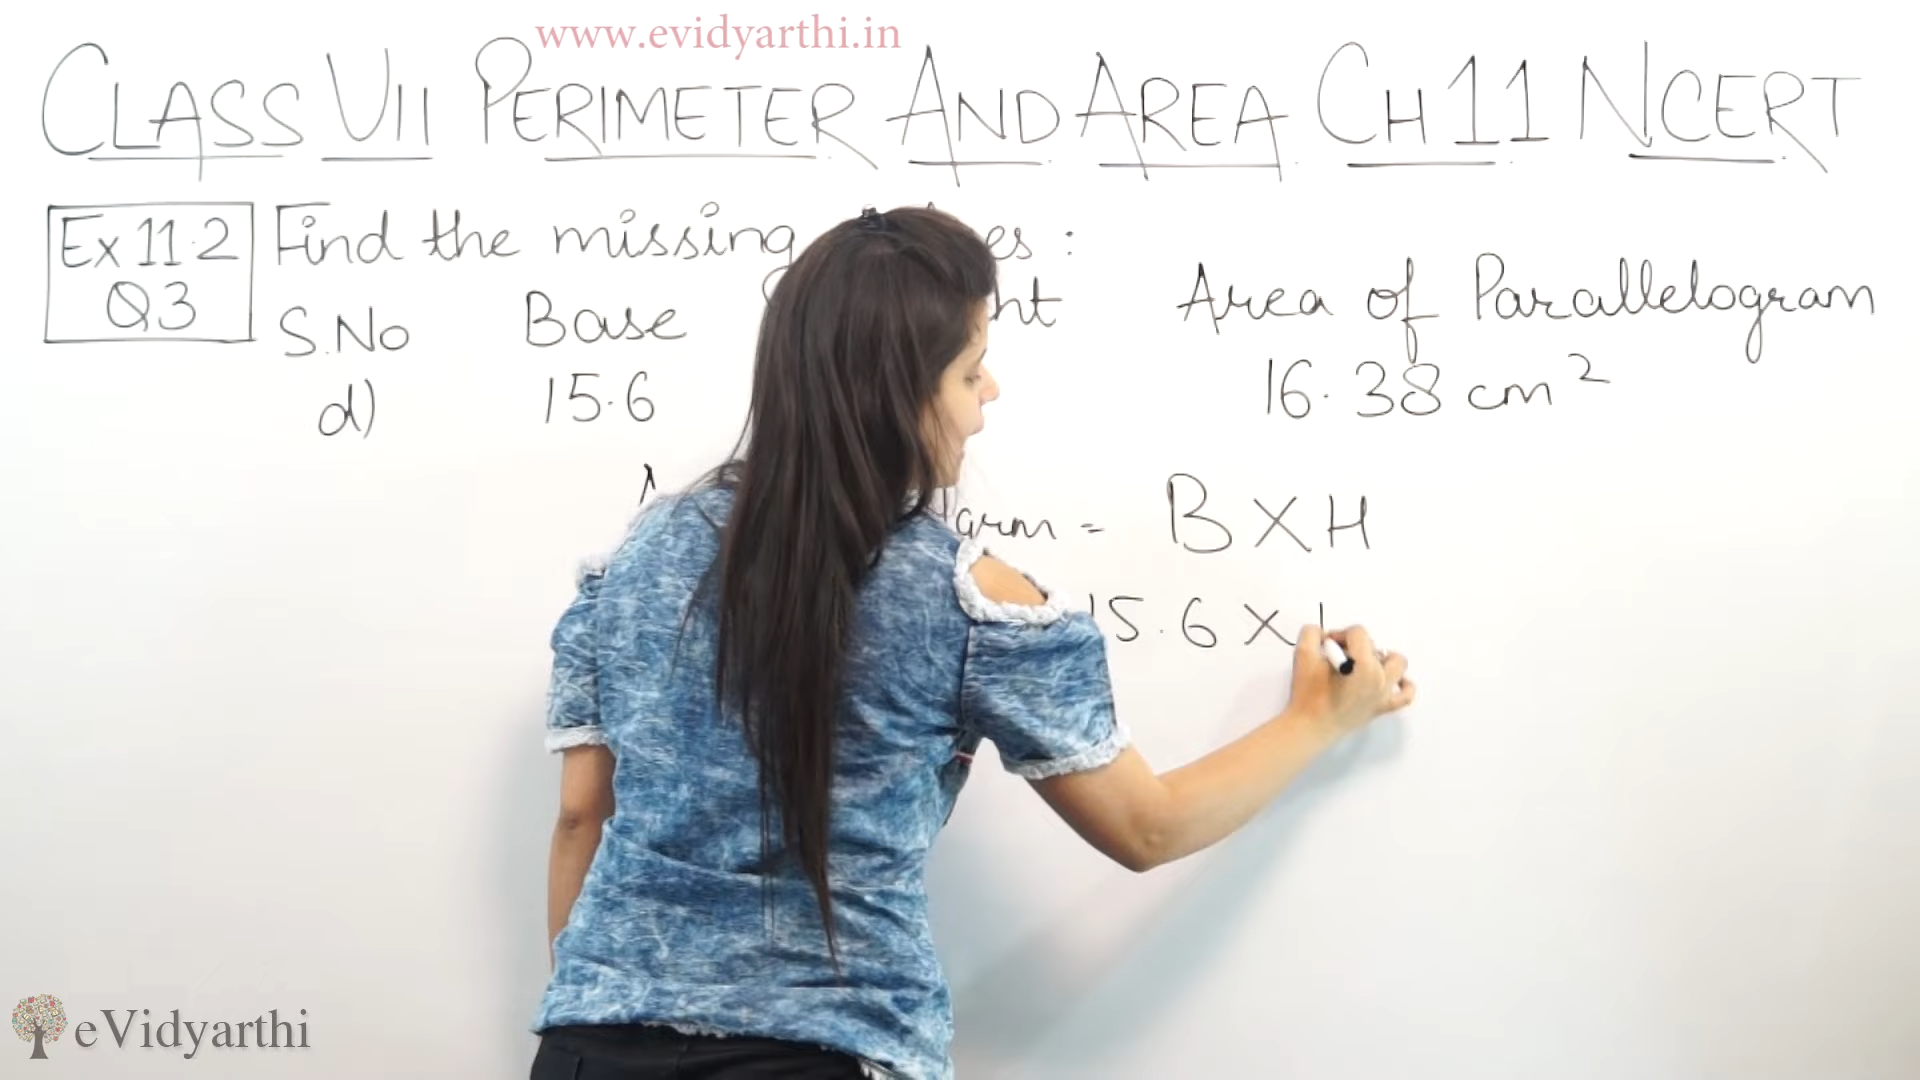 www.evidyarthi.in
CLASS VII PERIMETER AND AREA CH 11 NCERT
Ex 11.2
Q3
Find the missing
:
S.No Base Area of Parallelogram
d) 15.6 16.38 cm²
= B X H
15.6 X
eVidyarthi